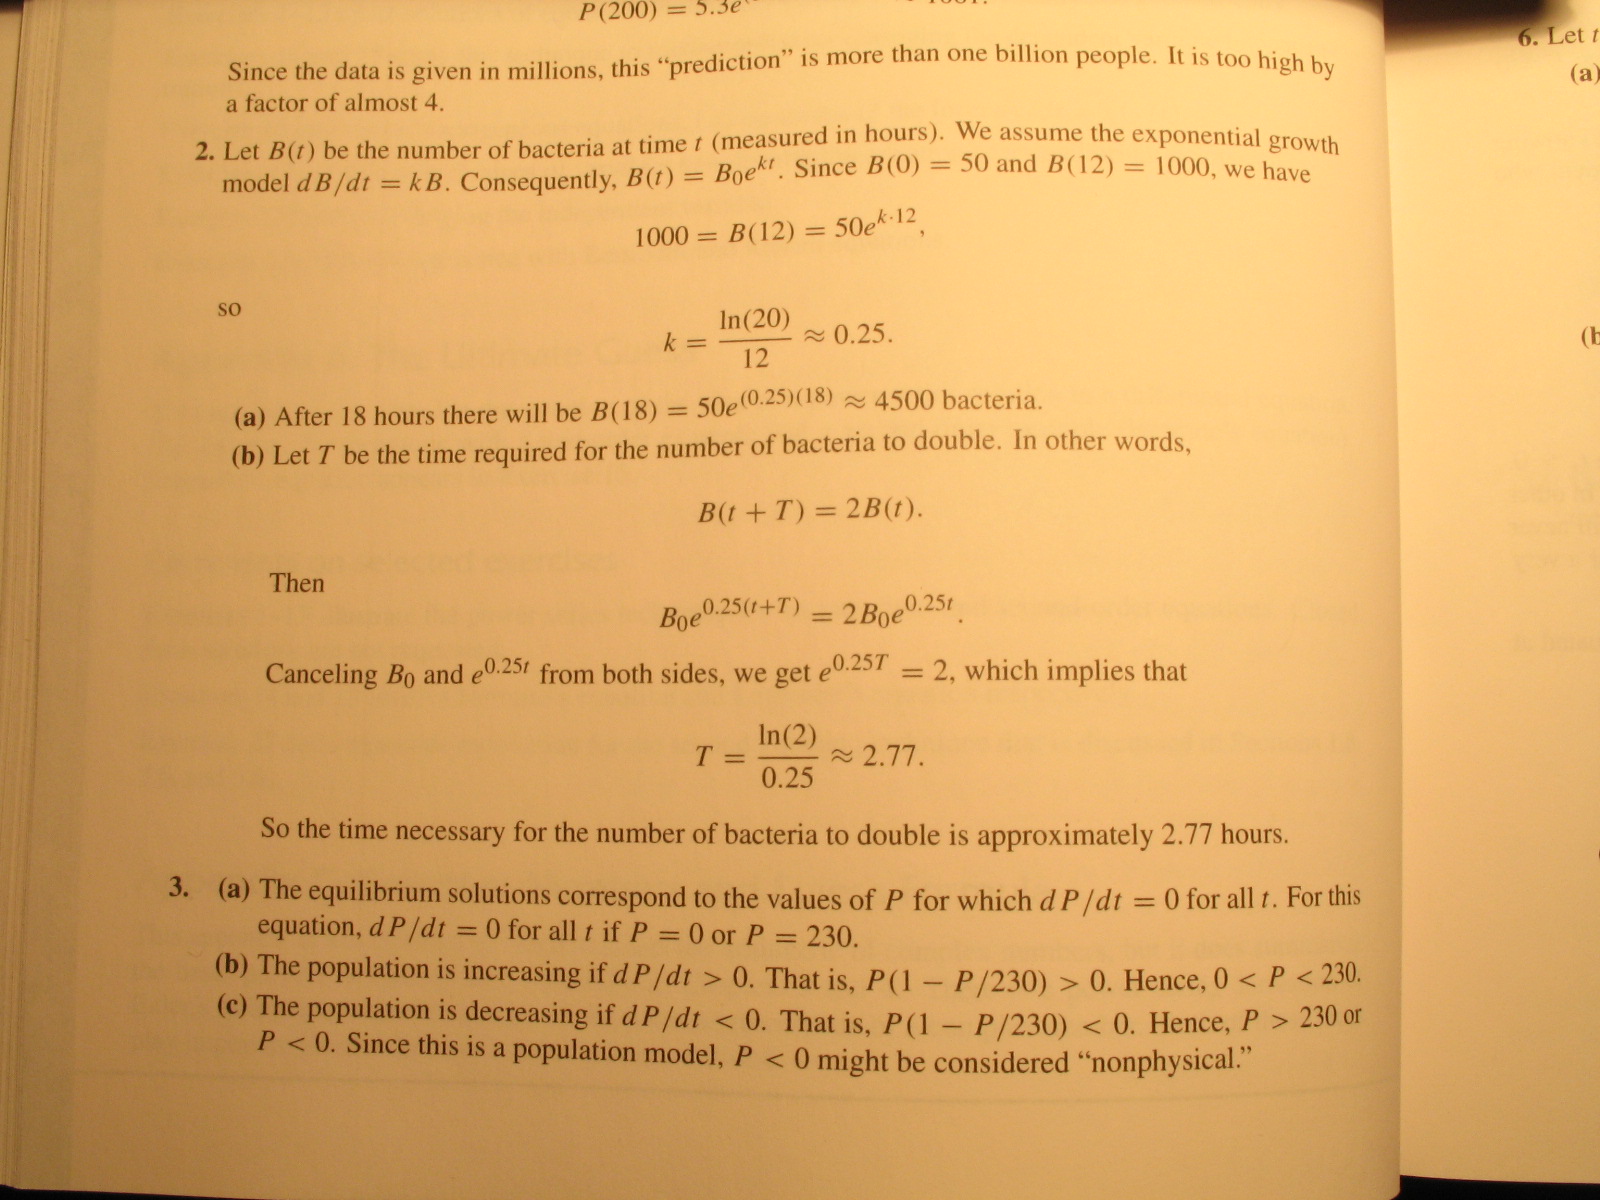 P(200) = 5.3e
Since the data is given in millions, this “prediction” is more than one billion people. It is too high by
a factor of almost 4.
2. Let B(t) be the number of bacteria at time t (measured in hours). We assume the exponential growth
model dB/dt = kB. Consequently, B(t) = B₀e^{kt}. Since B(0) = 50 and B(12) = 1000, we have
1000 = B(12) = 50e^{k·12},
so
k = ln(20)/12 ≈ 0.25.
(a) After 18 hours there will be B(18) = 50e^{(0.25)(18)} ≈ 4500 bacteria.
(b) Let T be the time required for the number of bacteria to double. In other words,
B(t + T) = 2B(t).
Then
B₀e^{0.25(t+T)} = 2B₀e^{0.25t}.
Canceling B₀ and e^{0.25t} from both sides, we get e^{0.25T} = 2, which implies that
T = ln(2)/0.25 ≈ 2.77.
So the time necessary for the number of bacteria to double is approximately 2.77 hours.
3. (a) The equilibrium solutions correspond to the values of P for which dP/dt = 0 for all t. For this
equation, dP/dt = 0 for all t if P = 0 or P = 230.
(b) The population is increasing if dP/dt > 0. That is, P(1 − P/230) > 0. Hence, 0 < P < 230.
(c) The population is decreasing if dP/dt < 0. That is, P(1 − P/230) < 0. Hence, P > 230 or
P < 0. Since this is a population model, P < 0 might be considered “nonphysical.”
6. Let t
(a)
(b